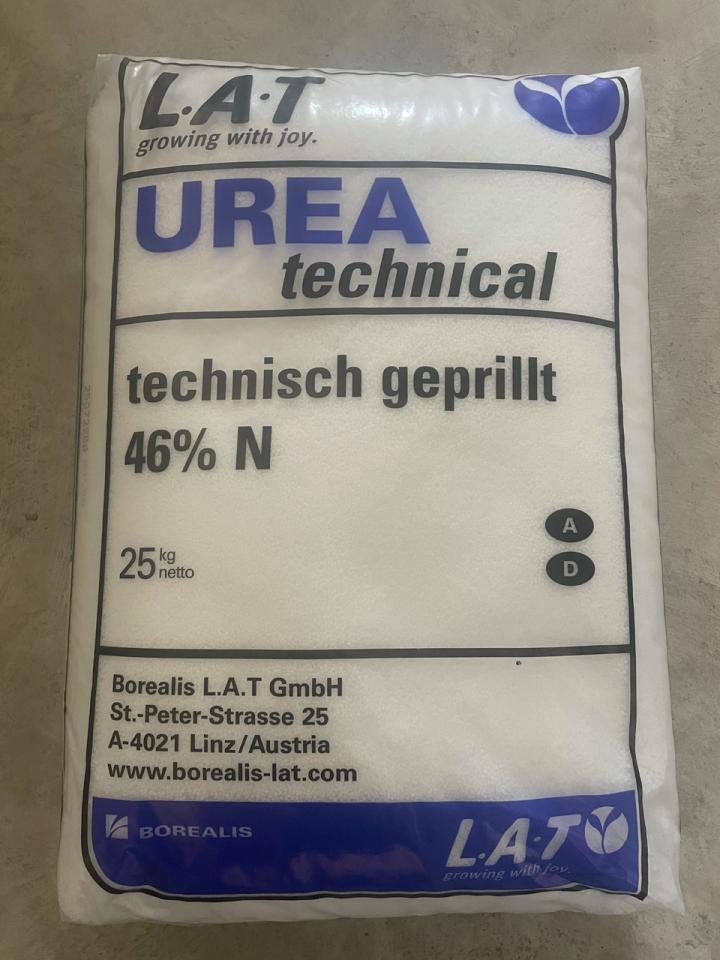 L·A·T
growing with joy.
UREA
technical
technisch geprillt
46% N
25 kg
netto
A
D
Borealis L.A.T GmbH
St.-Peter-Strasse 25
A-4021 Linz/Austria
www.borealis-lat.com
BOREALIS
L·A·T
growing with joy.